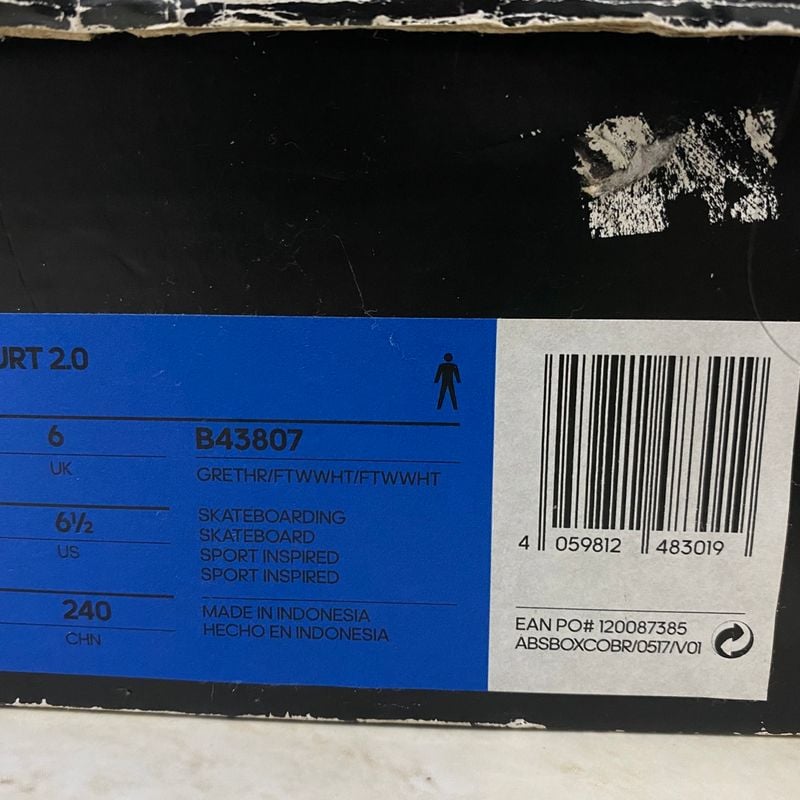 URT 2.0
6
UK
6½
US
240
CHN
B43807
GRETHR/FTWWHT/FTWWHT
SKATEBOARDING
SKATEBOARD
SPORT INSPIRED
SPORT INSPIRED
MADE IN INDONESIA
HECHO EN INDONESIA
4 059812 483019
EAN PO# 120087385
ABSBOXCOBR/0517/V01